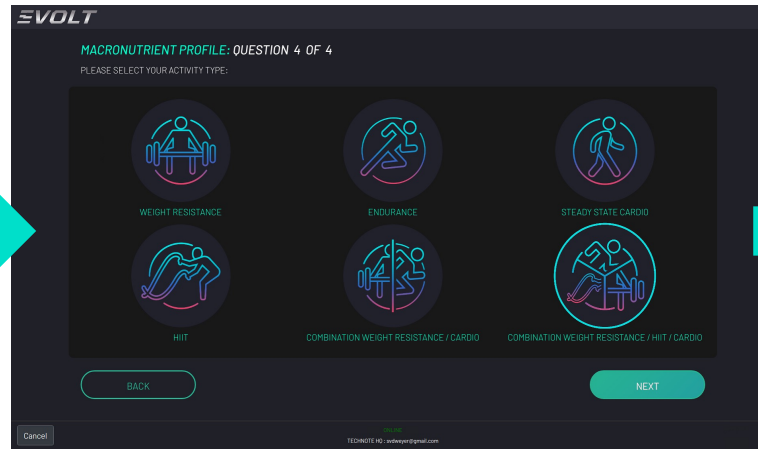 EVOLT
MACRONUTRIENT PROFILE: QUESTION 4 OF 4
PLEASE SELECT YOUR ACTIVITY TYPE:
WEIGHT RESISTANCE
ENDURANCE
STEADY STATE CARDIO
HIIT
COMBINATION WEIGHT RESISTANCE / CARDIO
COMBINATION WEIGHT RESISTANCE / HIIT / CARDIO
BACK
NEXT
Cancel
ONLINE
TECHNOTE HQ : svdweyer@gmail.com